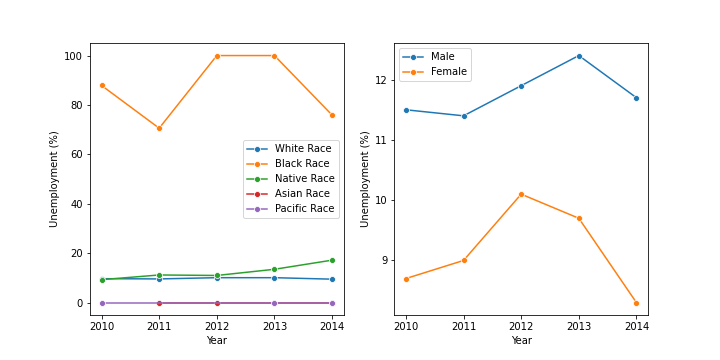 100
80
60
40
20
0
Unemployment (%)
White Race
Black Race
Native Race
Asian Race
Pacific Race
2010 2011 2012 2013 2014
Year
12
11
10
9
Unemployment (%)
Male
Female
2010 2011 2012 2013 2014
Year